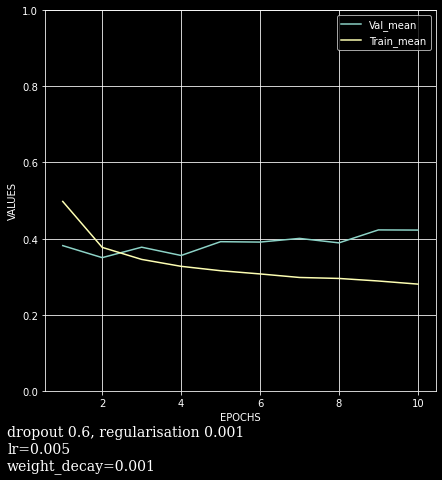 Val_mean
Train_mean
1.0
0.8
0.6
0.4
0.2
0.0
VALUES
2
4
6
8
10
EPOCHS
dropout 0.6, regularisation 0.001
lr=0.005
weight_decay=0.001